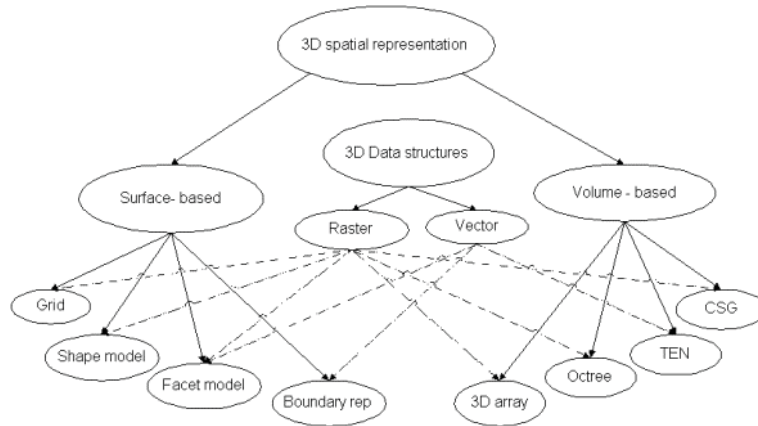 3D spatial representation
3D Data structures
Surface- based
Volume - based
Raster
Vector
Grid
CSG
Shape model
TEN
Facet model
Octree
Boundary rep
3D array